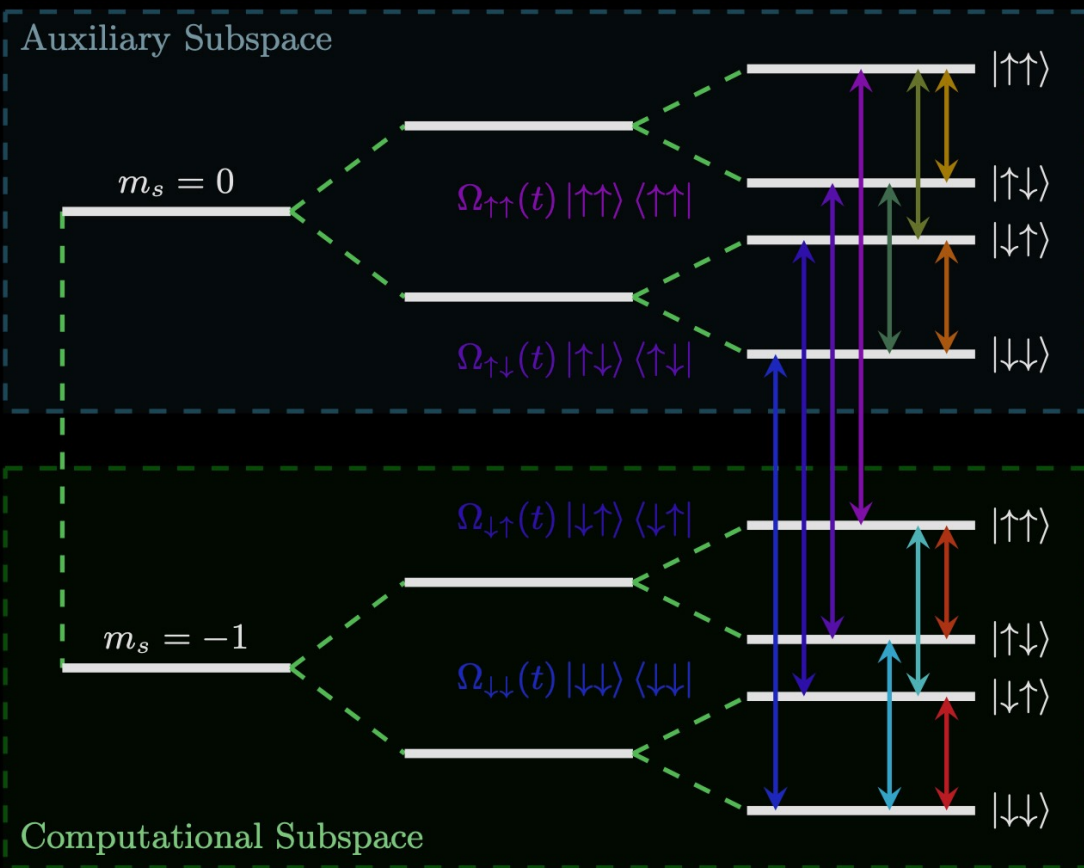 Auxiliary Subspace
|↑↑⟩
m_s = 0
|↑↓⟩
Ω_↑↑(t) |↑↑⟩ ⟨↑↑|
|↓↑⟩
Ω_↑↓(t) |↑↓⟩ ⟨↑↓|
|↓↓⟩
Ω_↓↑(t) |↓↑⟩ ⟨↓↑|
|↑↑⟩
m_s = −1
|↑↓⟩
Ω_↓↓(t) |↓↓⟩ ⟨↓↓|
|↓↑⟩
|↓↓⟩
Computational Subspace